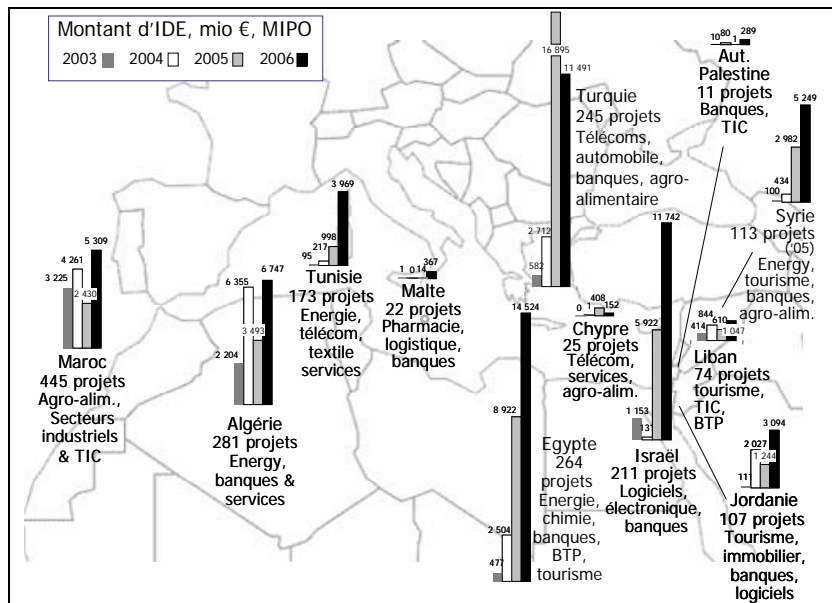 Montant d'IDE, mio €, MIPO
2003 2004 2005 2006
16 895
11 491
2 712
582
Turquie
245 projets
Télécoms,
automobile,
banques, agro-
alimentaire
10 80 1 289
Aut.
Palestine
11 projets
Banques,
TIC
5 249
2 982
434
100
Syrie
113 projets
('05)
Energy,
tourisme,
banques,
agro-alim.
5 309
4 261
3 225
2 430
Maroc
445 projets
Agro-alim.,
Secteurs
industriels
& TIC
6 747
6 355
3 493
2 204
Algérie
281 projets
Energy,
banques &
services
3 969
998
217
95
Tunisie
173 projets
Energie,
télécom,
textile
services
1 0 14 367
Malte
22 projets
Pharmacie,
logistique,
banques
14 524
8 922
2 504
477
Egypte
264
projets
Energie,
chimie,
banques,
BTP,
tourisme
408
0 1 152
Chypre
25 projets
Télécom,
services,
agro-alim.
11 742
5 922
1 153
Israël
211 projets
Logiciels,
électronique,
banques
844
414 610
1 047
Liban
74 projets
tourisme,
TIC,
BTP
3 094
2 027
1 244
111
Jordanie
107 projets
Tourisme,
immobilier,
banques,
logiciels